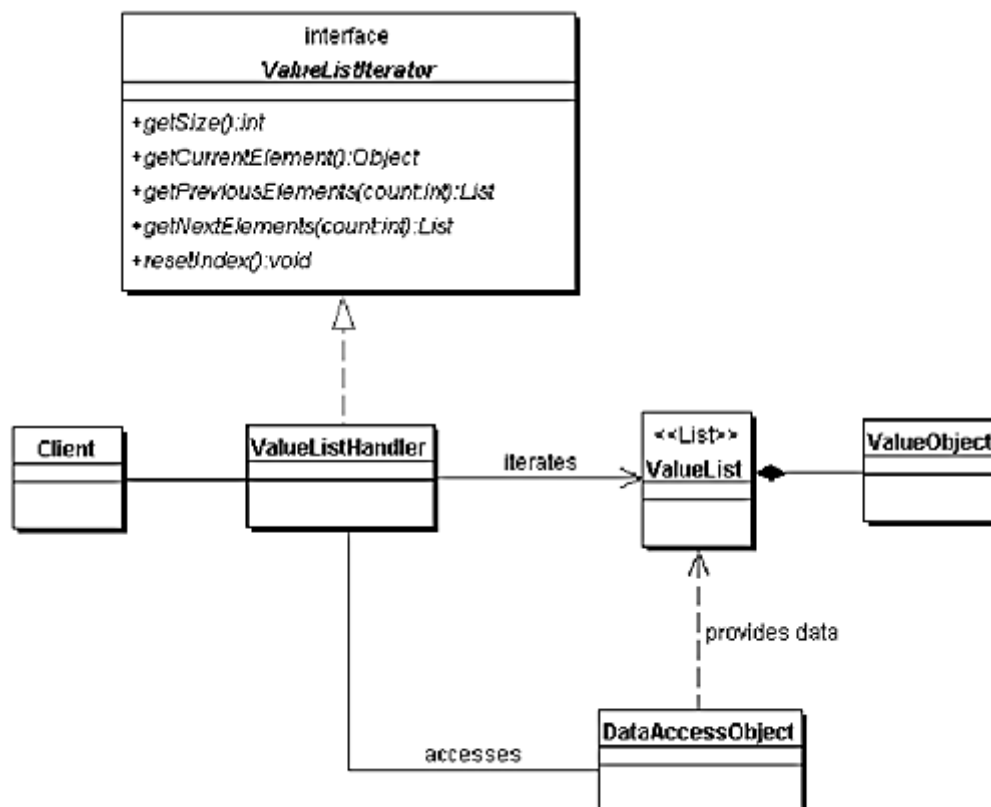 interface
ValueListIterator
+getSize():int
+getCurrentElement():Object
+getPreviousElements(count:int):List
+getNextElements(count:int):List
+resetIndex():void
Client
ValueListHandler
iterates
<<List>>
ValueList
ValueObject
provides data
DataAccessObject
accesses